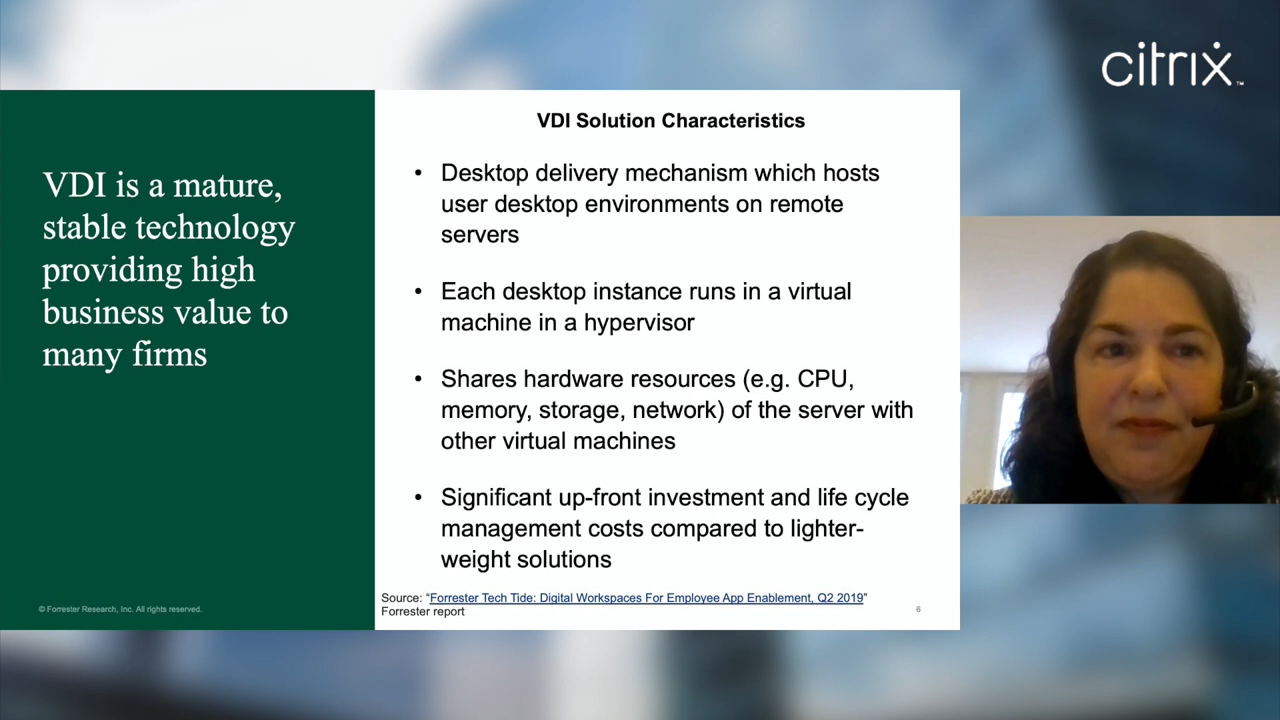 citrix™
VDI is a mature,
stable technology
providing high
business value to
many firms
© Forrester Research, Inc. All rights reserved.
VDI Solution Characteristics
• Desktop delivery mechanism which hosts
user desktop environments on remote
servers
• Each desktop instance runs in a virtual
machine in a hypervisor
• Shares hardware resources (e.g. CPU,
memory, storage, network) of the server with
other virtual machines
• Significant up-front investment and life cycle
management costs compared to lighter-
weight solutions
Source: “Forrester Tech Tide: Digital Workspaces For Employee App Enablement, Q2 2019”
Forrester report
6